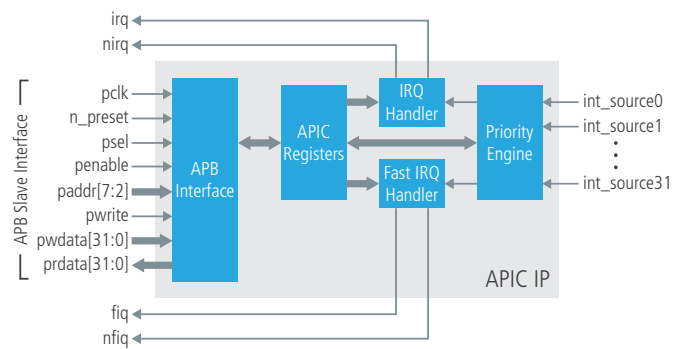 irq
nirq
APB Slave Interface
pclk
n_preset
psel
penable
paddr[7:2]
pwrite
pwdata[31:0]
prdata[31:0]
APB
Interface
APIC
Registers
IRQ
Handler
Fast IRQ
Handler
Priority
Engine
int_source0
int_source1
int_source31
APIC IP
fiq
nfiq